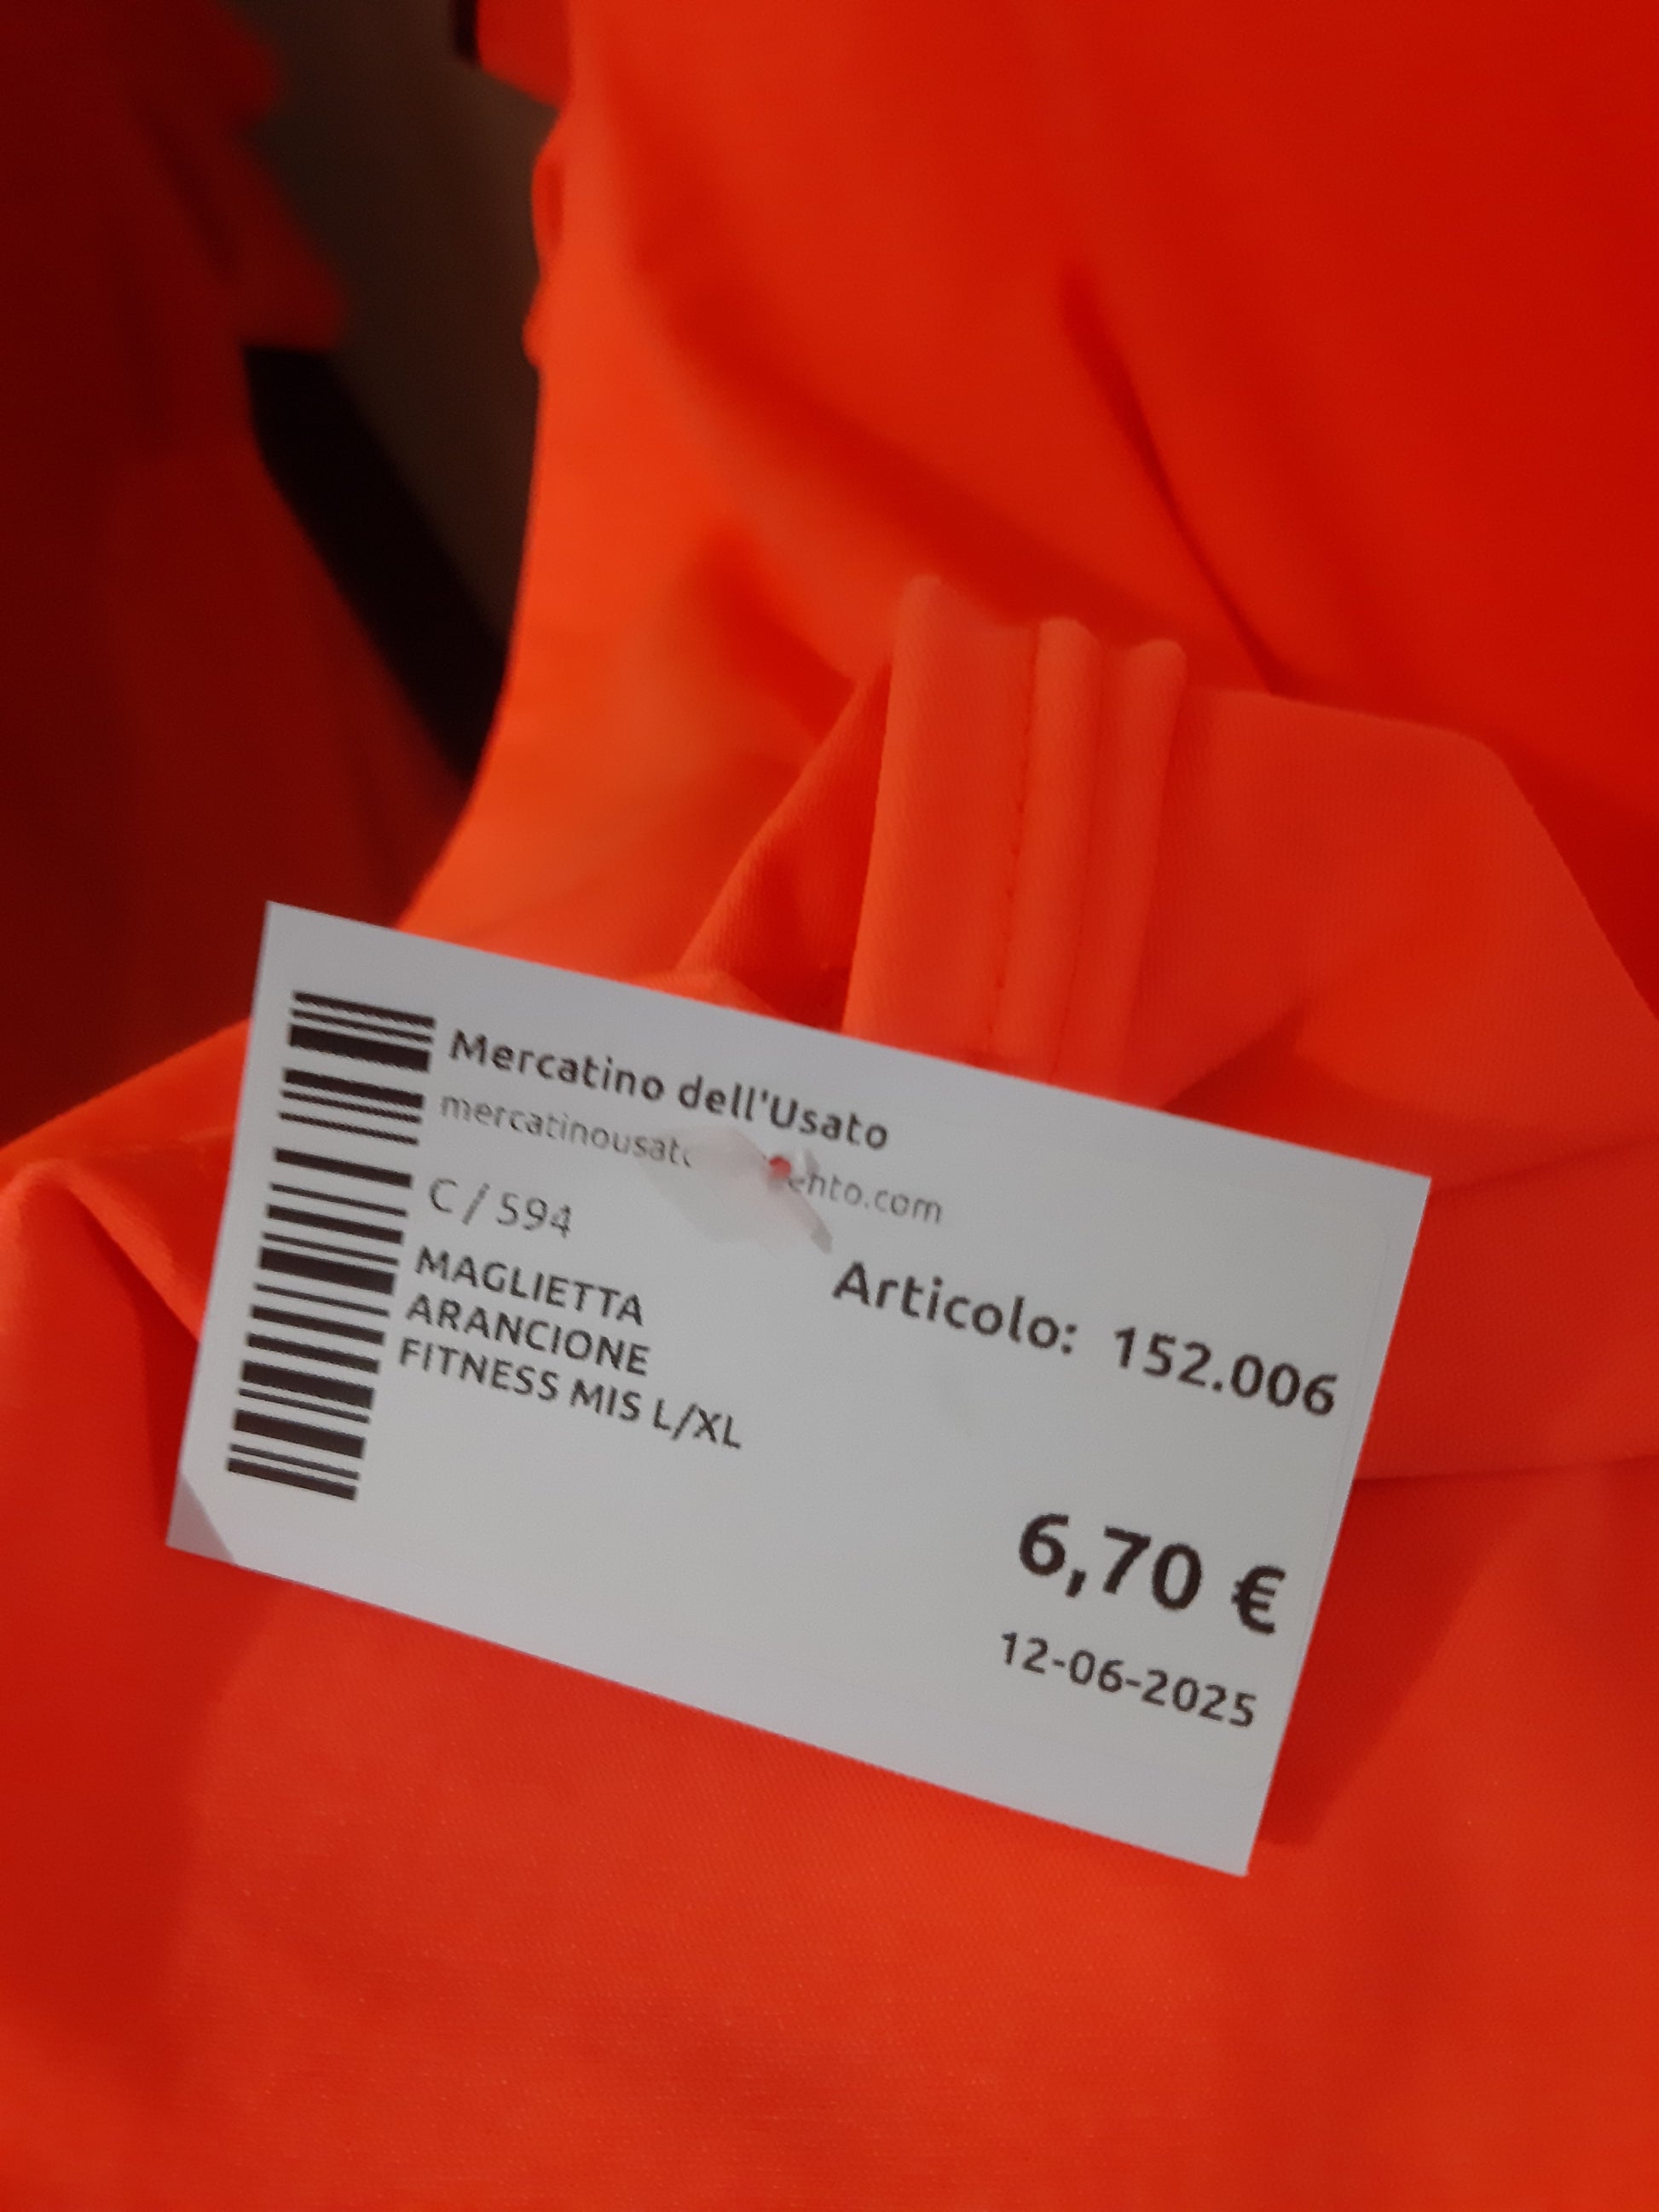 Mercatino dell'Usato
C / 594
MAGLIETTA
ARANCIONE
FITNESS MIS L/XL
Articolo: 152.006
6,70 €
12-06-2025